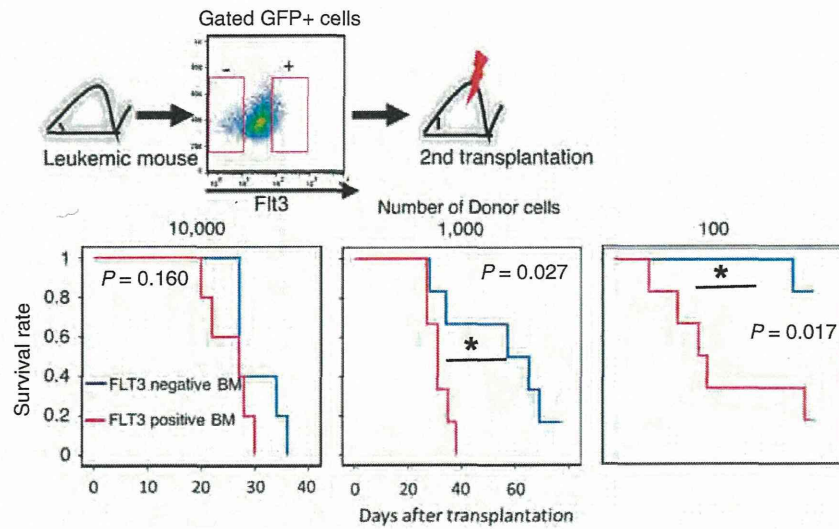 Gated GFP+ cells
- +
Leukemic mouse
2nd transplantation
Flt3
Number of Donor cells
10,000 1,000 100
Survival rate
1
0.8
0.6
0.4
0.2
0
P = 0.160
FLT3 negative BM
FLT3 positive BM
P = 0.027
*
*
P = 0.017
0 20 40 0 20 40 60
Days after transplantation